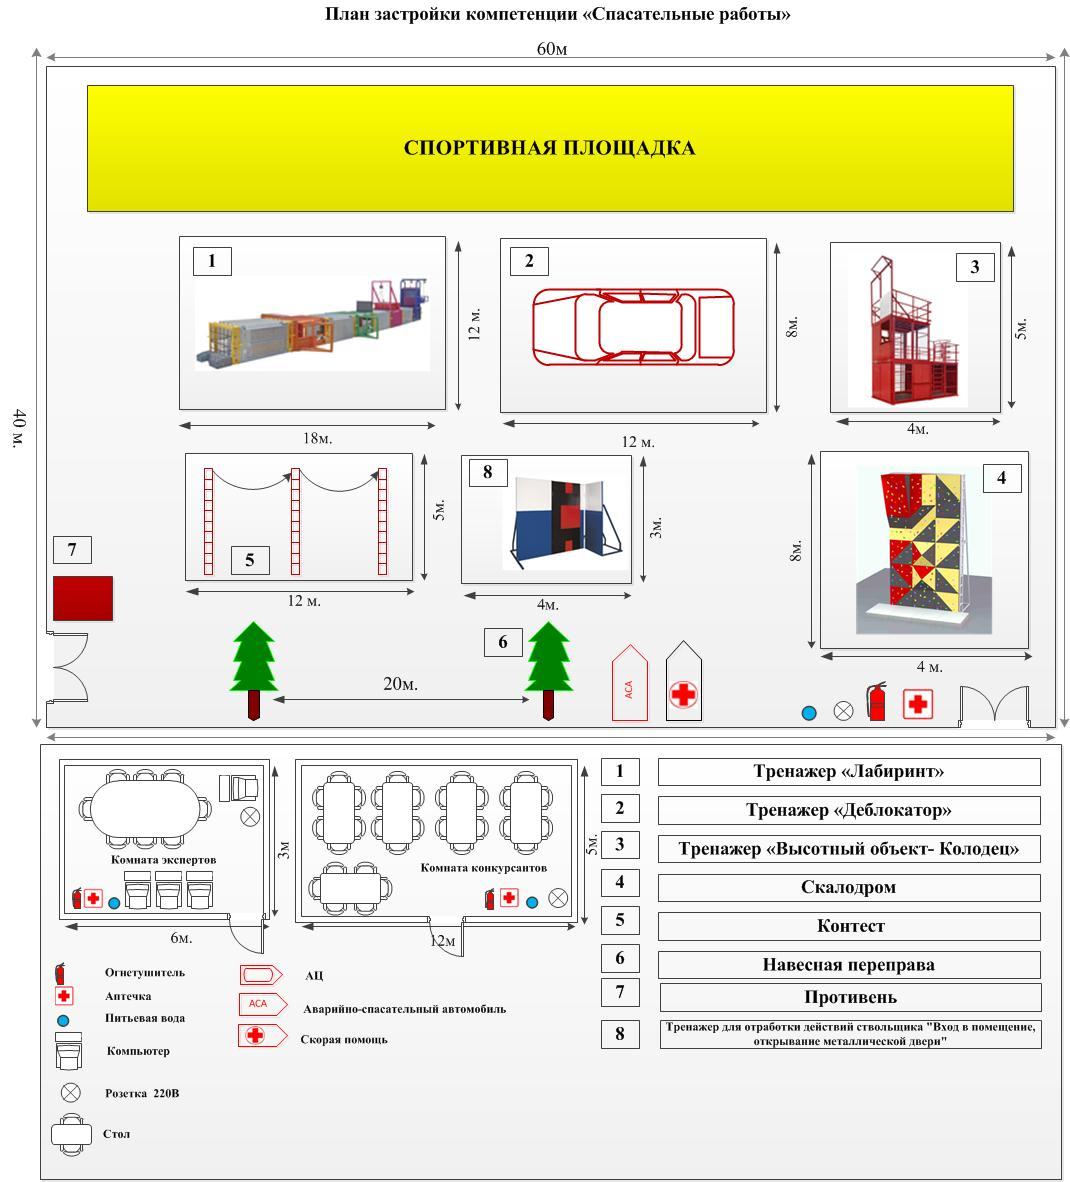 План застройки компетенции «Спасательные работы»
60м
СПОРТИВНАЯ ПЛОЩАДКА
1
2
3
12 м.
8м.
5м.
40 м.
18м.
12 м.
4м.
5
8
4
5м.
3м.
8м.
7
12 м.
4м.
6
20м.
АСА
4 м.
Комната экспертов
3м
6м.
Комната конкурсантов
5м.
12м
1 Тренажер «Лабиринт»
2 Тренажер «Деблокатор»
3 Тренажер «Высотный объект- Колодец»
4 Скалодром
5 Контест
6 Навесная переправа
7 Противень
8 Тренажер для отработки действий ствольщика "Вход в помещение,
открывание металлической двери"
Огнетушитель
Аптечка
Питьевая вода
Компьютер
Розетка 220В
Стол
АЦ
АСА Аварийно-спасательный автомобиль
Скорая помощь